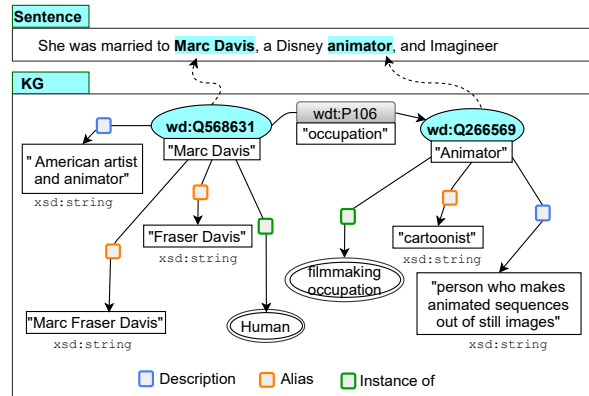 Sentence
She was married to Marc Davis, a Disney animator, and Imagineer
KG
wd:Q568631
"Marc Davis"
wdt:P106
"occupation"
wd:Q266569
"Animator"
" American artist
and animator"
xsd:string
"Fraser Davis"
xsd:string
"cartoonist"
xsd:string
filmmaking
occupation
"person who makes
animated sequences
out of still images"
xsd:string
"Marc Fraser Davis"
xsd:string
Human
Description
Alias
Instance of